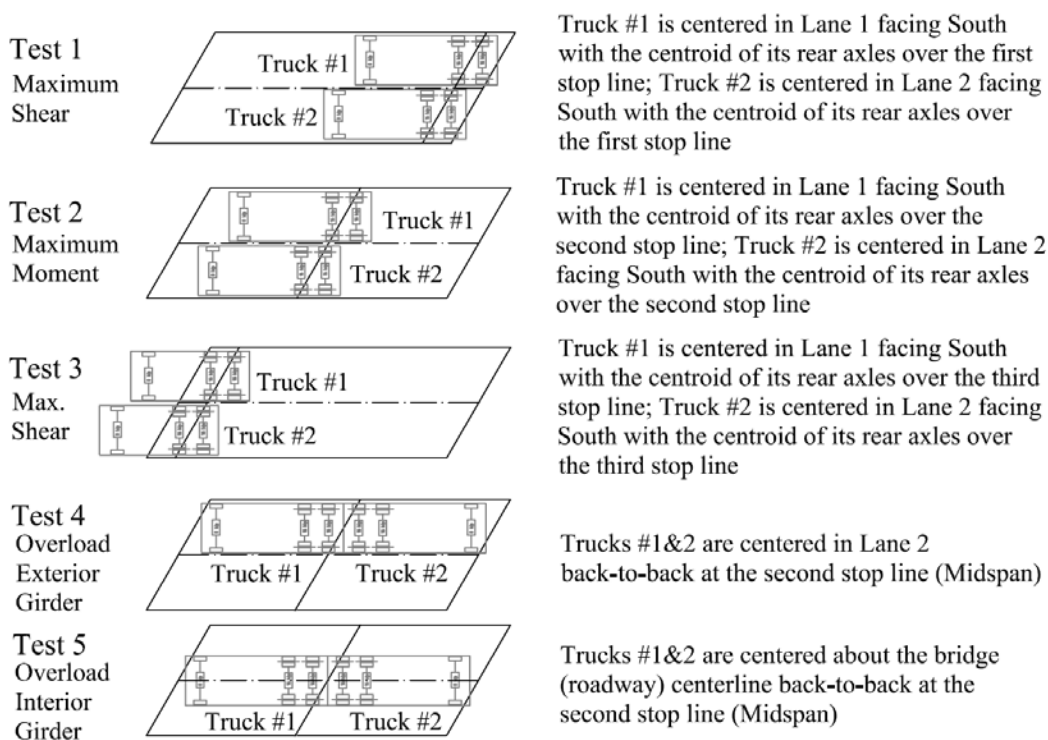 Test 1
Maximum
Shear
Truck #1
Truck #2
Truck #1 is centered in Lane 1 facing South
with the centroid of its rear axles over the first
stop line; Truck #2 is centered in Lane 2 facing
South with the centroid of its rear axles over
the first stop line
Test 2
Maximum
Moment
Truck #1
Truck #2
Truck #1 is centered in Lane 1 facing South
with the centroid of its rear axles over the
second stop line; Truck #2 is centered in Lane 2
facing South with the centroid of its rear axles
over the second stop line
Test 3
Max.
Shear
Truck #1
Truck #2
Truck #1 is centered in Lane 1 facing South
with the centroid of its rear axles over the third
stop line; Truck #2 is centered in Lane 2 facing
South with the centroid of its rear axles over
the third stop line
Test 4
Overload
Exterior
Girder
Truck #1
Truck #2
Trucks #1&2 are centered in Lane 2
back-to-back at the second stop line (Midspan)
Test 5
Overload
Interior
Girder
Truck #1
Truck #2
Trucks #1&2 are centered about the bridge
(roadway) centerline back-to-back at the
second stop line (Midspan)